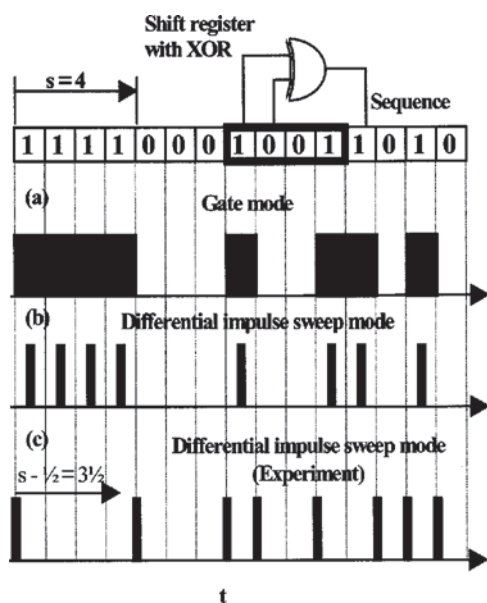 Shift register
with XOR
s=4
Sequence
1 1 1 1 0 0 0 1 0 0 1 1 0 1 0
(a)
Gate mode
(b)
Differential impulse sweep mode
(c)
Differential impulse sweep mode
(Experiment)
s - ½ = 3½
t